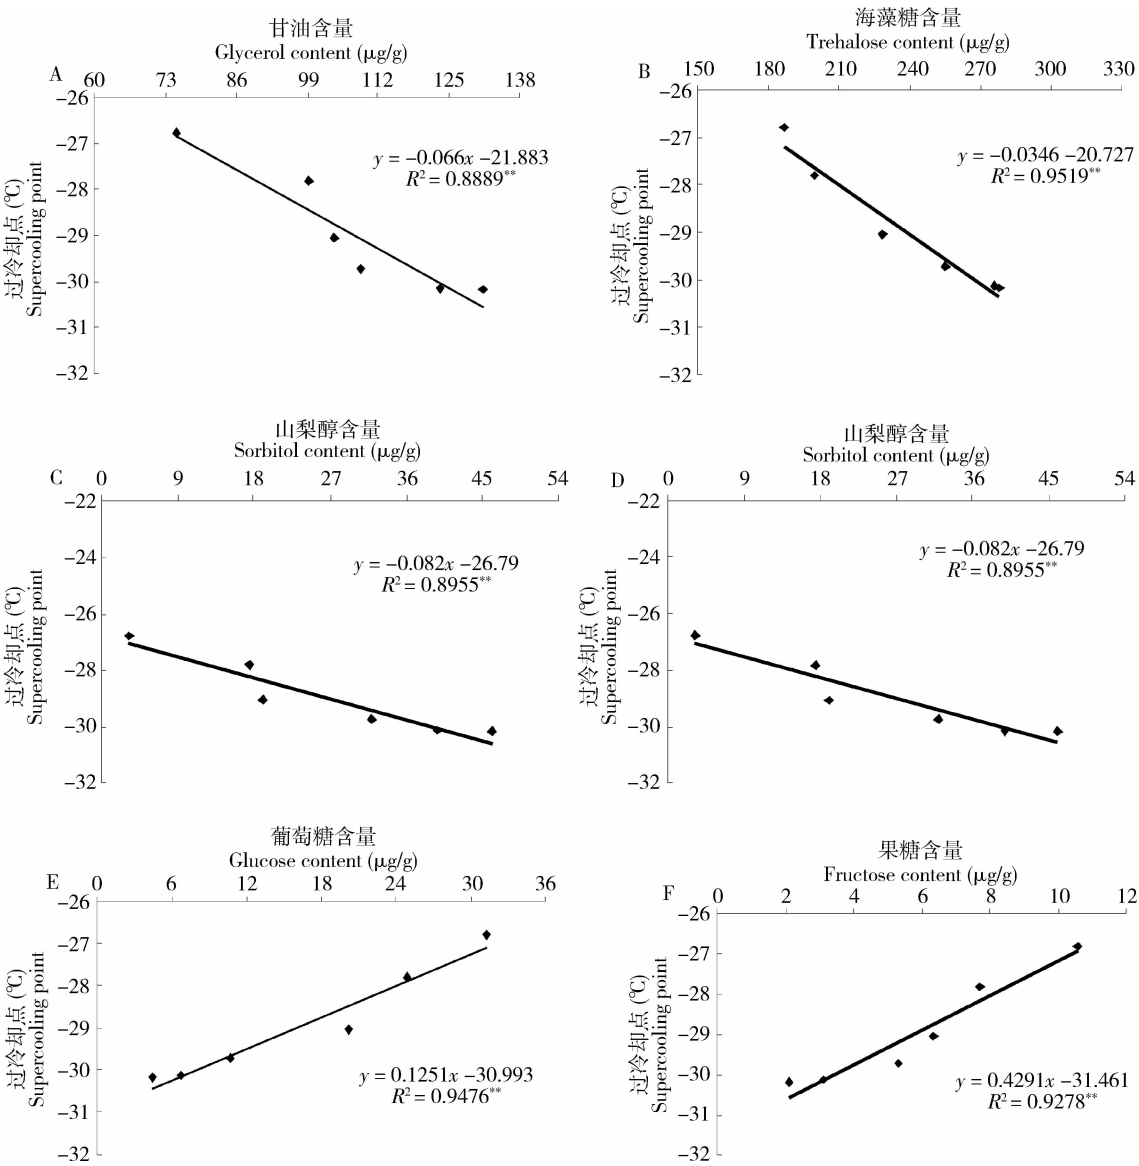 甘油含量
Glycerol content (μg/g)
A
60 73 86 99 112 125 138
−26
−27
−28
−29
−30
−31
−32
过冷却点 (℃)
Supercooling point
y = −0.066x −21.883
R² = 0.8889**
海藻糖含量
Trehalose content (μg/g)
B
150 180 210 240 270 300 330
−26
−27
−28
−29
−30
−31
−32
过冷却点 (℃)
Supercooling point
y = −0.0346 −20.727
R² = 0.9519**
山梨醇含量
Sorbitol content (μg/g)
C
0 9 18 27 36 45 54
−22
−24
−26
−28
−30
−32
过冷却点 (℃)
Supercooling point
y = −0.082x −26.79
R² = 0.8955**
山梨醇含量
Sorbitol content (μg/g)
D
0 9 18 27 36 45 54
−22
−24
−26
−28
−30
−32
过冷却点 (℃)
Supercooling point
y = −0.082x −26.79
R² = 0.8955**
葡萄糖含量
Glucose content (μg/g)
E
0 6 12 18 24 30 36
−26
−27
−28
−29
−30
−31
−32
过冷却点 (℃)
Supercooling point
y = 0.1251x −30.993
R² = 0.9476**
果糖含量
Fructose content (μg/g)
F
0 2 4 6 8 10 12
−26
−27
−28
−29
−30
−31
−32
过冷却点 (℃)
Supercooling point
y = 0.4291x −31.461
R² = 0.9278**